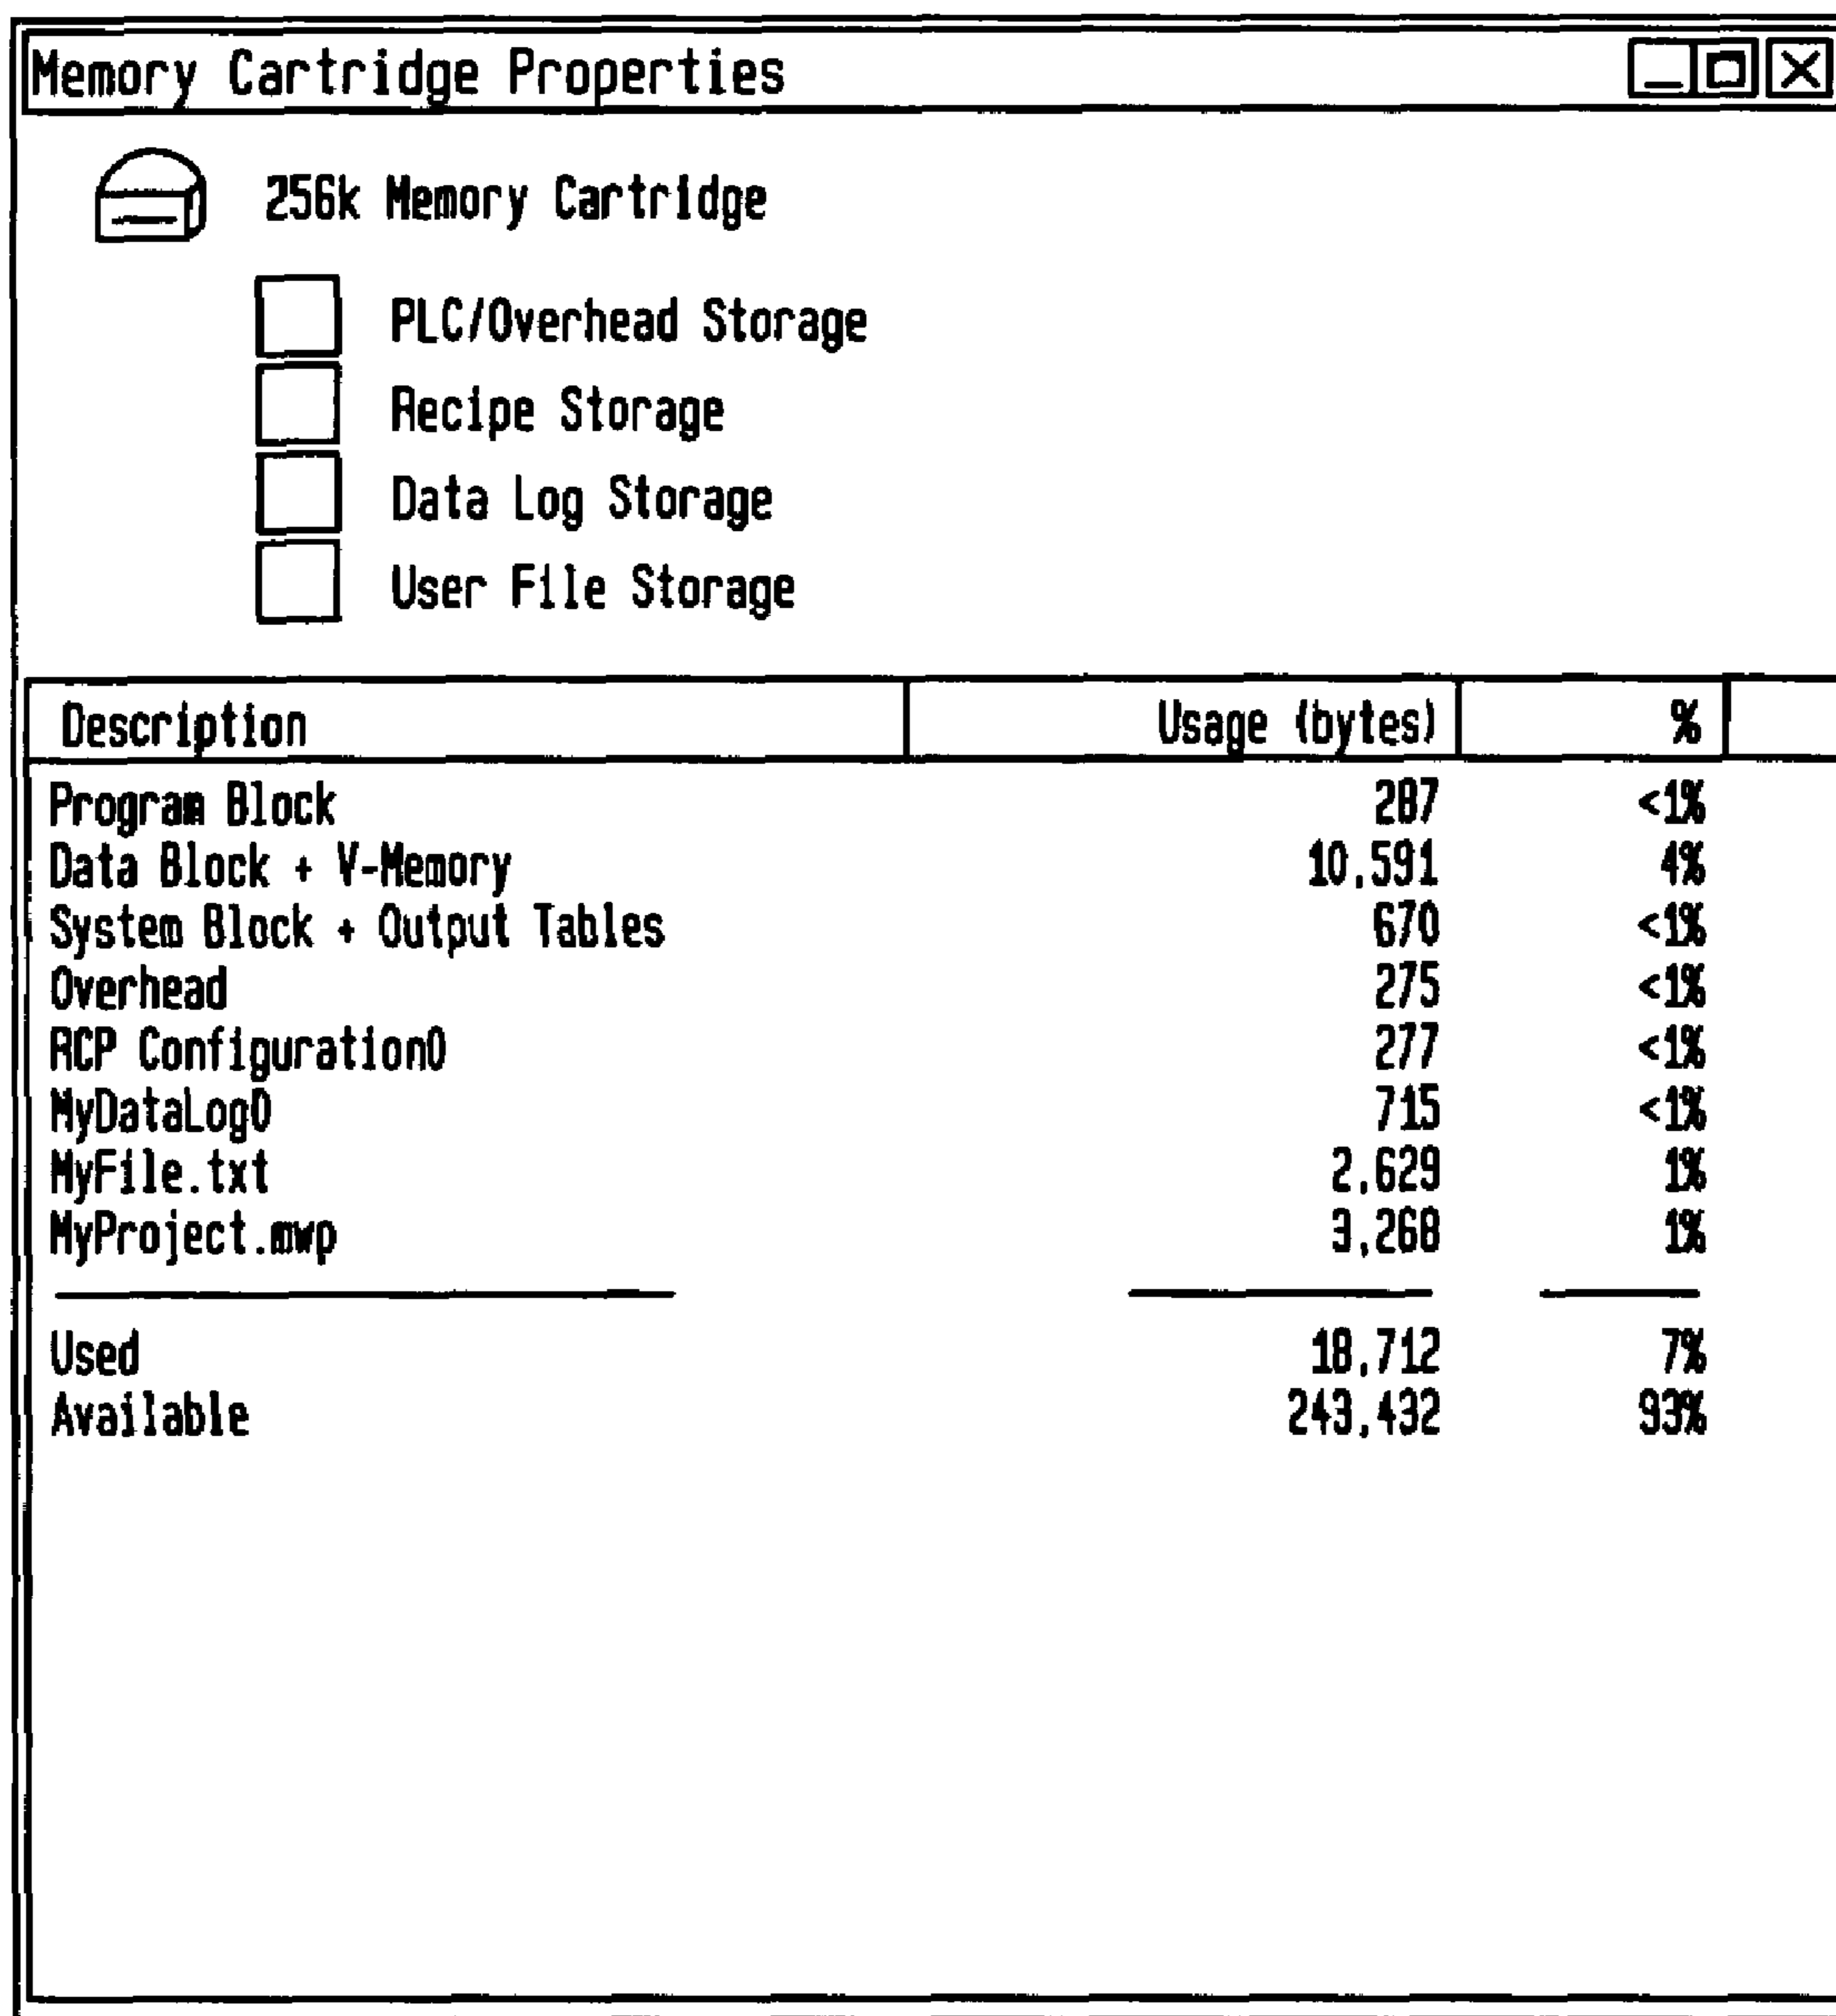 Memory Cartridge Properties
256k Memory Cartridge
PLC/Overhead Storage
Recipe Storage
Data Log Storage
User File Storage
Description Usage (bytes) %
Program Block 287 <1%
Data Block + V-Memory 10,591 4%
System Block + Output Tables 670 <1%
Overhead 275 <1%
RCP Configuration0 277 <1%
MyDataLog0 715 <1%
MyFile.txt 2,629 1%
MyProject.mwp 3,268 1%
Used 18,712 7%
Available 243,432 93%